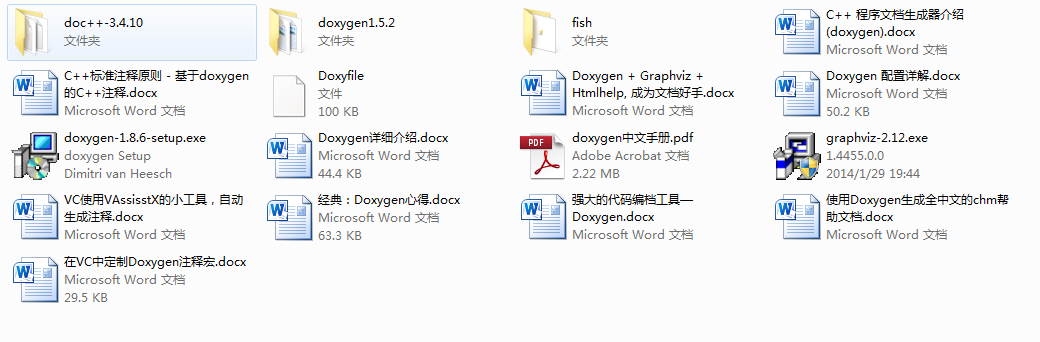 doc++-3.4.10
文件夹
doxygen1.5.2
文件夹
fish
文件夹
C++ 程序文档生成器介绍
(doxygen).docx
Microsoft Word 文档
C++标准注释原则 - 基于doxygen
的C++注释.docx
Microsoft Word 文档
Doxyfile
文件
100 KB
Doxygen + Graphviz +
Htmlhelp, 成为文档好手.docx
Microsoft Word 文档
Doxygen 配置详解.docx
Microsoft Word 文档
50.2 KB
doxygen-1.8.6-setup.exe
doxygen Setup
Dimitri van Heesch
Doxygen详细介绍.docx
Microsoft Word 文档
44.4 KB
PDF
doxygen中文手册.pdf
Adobe Acrobat 文档
2.22 MB
graphviz-2.12.exe
1.4455.0.0
2014/1/29 19:44
VC使用VAssisstX的小工具，自动
生成注释.docx
Microsoft Word 文档
经典：Doxygen心得.docx
Microsoft Word 文档
63.3 KB
强大的代码编档工具—
Doxygen.docx
Microsoft Word 文档
使用Doxygen生成全中文的chm帮
助文档.docx
Microsoft Word 文档
在VC中定制Doxygen注释宏.docx
Microsoft Word 文档
29.5 KB